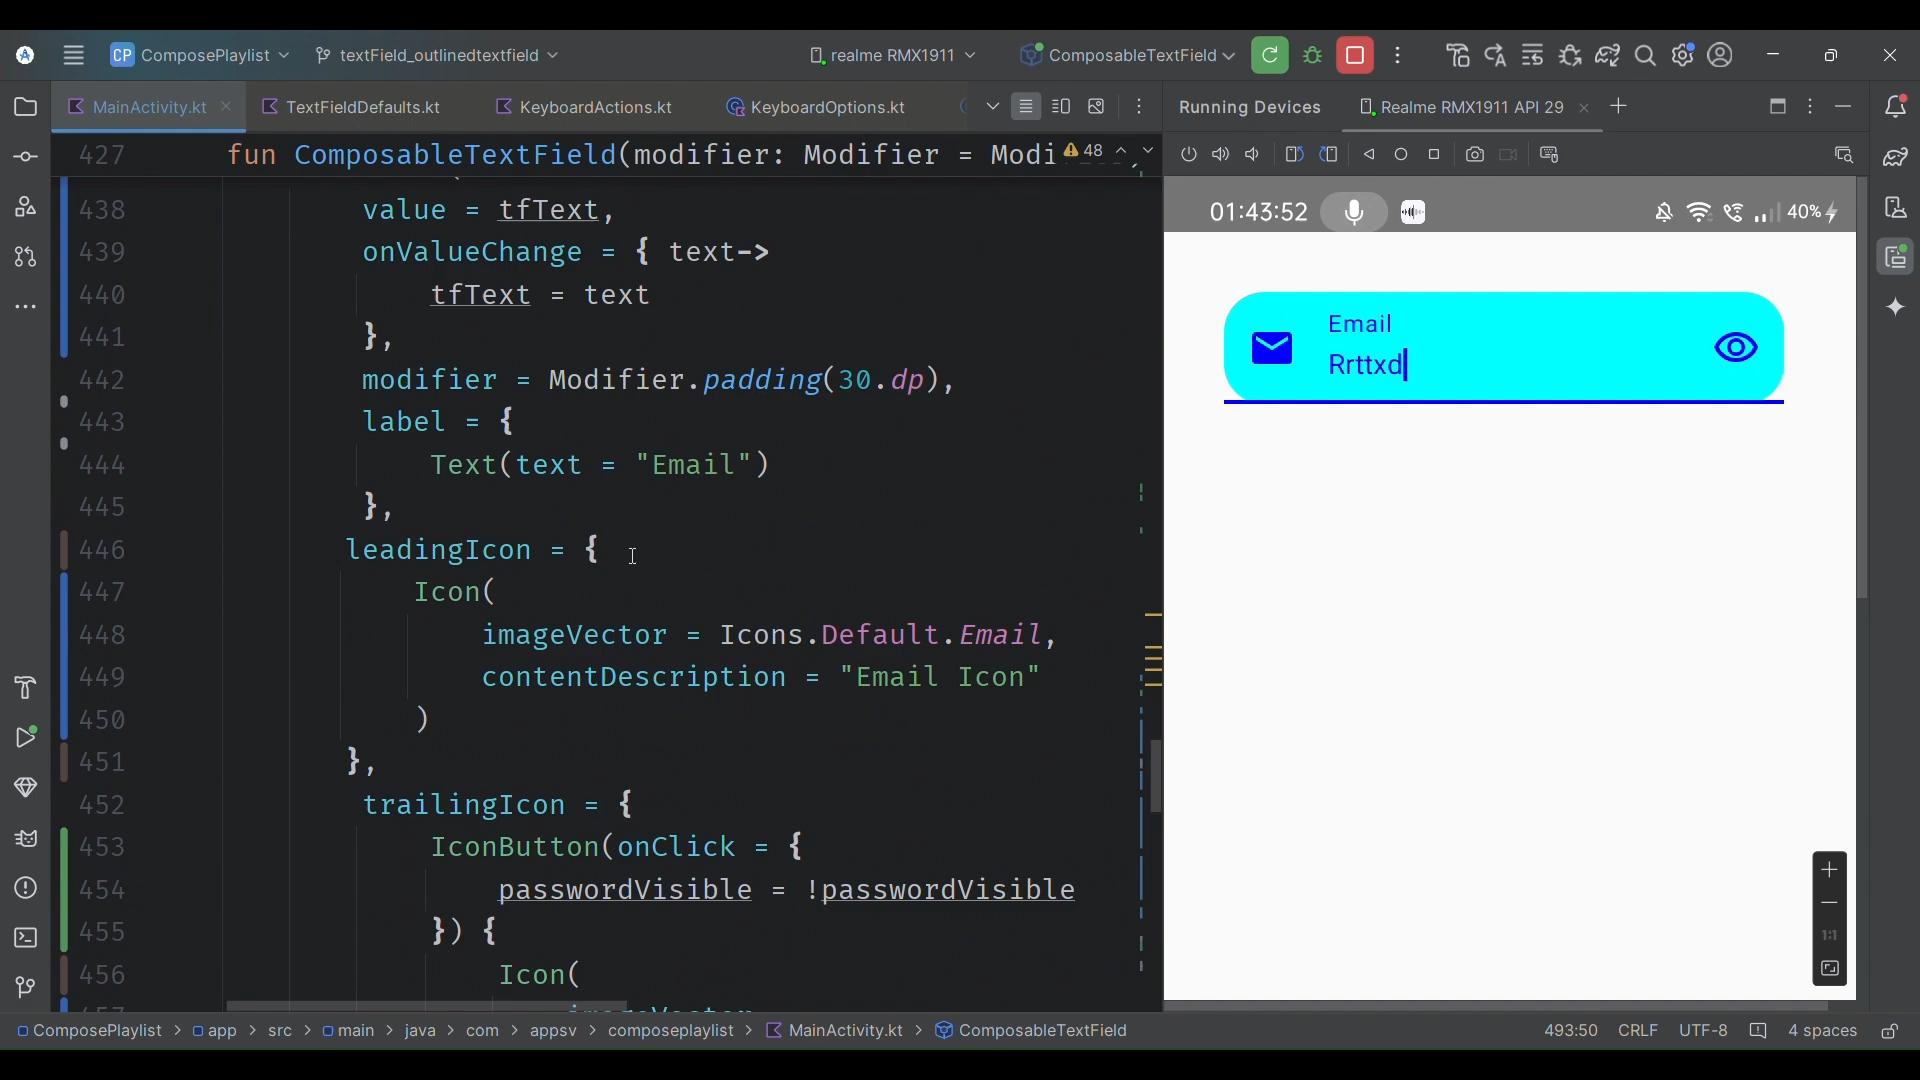 CP ComposePlaylist textField_outlinedtextfield realme RMX1911 ComposableTextField
MainActivity.kt TextFieldDefaults.kt KeyboardActions.kt KeyboardOptions.kt Running Devices Realme RMX1911 API 29
427 fun ComposableTextField(modifier: Modifier = Modi 48
438 value = tfText,
439 onValueChange = { text->
440 tfText = text
441 },
442 modifier = Modifier.padding(30.dp),
443 label = {
444 Text(text = "Email")
445 },
446 leadingIcon = {
447 Icon(
448 imageVector = Icons.Default.Email,
449 contentDescription = "Email Icon"
450 )
451 },
452 trailingIcon = {
453 IconButton(onClick = {
454 passwordVisible = !passwordVisible
455 }) {
456 Icon(
01:43:52 40%
Email
Rrttxd
1:1
ComposePlaylist > app > src > main > java > com > appsv > composeplaylist > MainActivity.kt > ComposableTextField 493:50 CRLF UTF-8 4 spaces